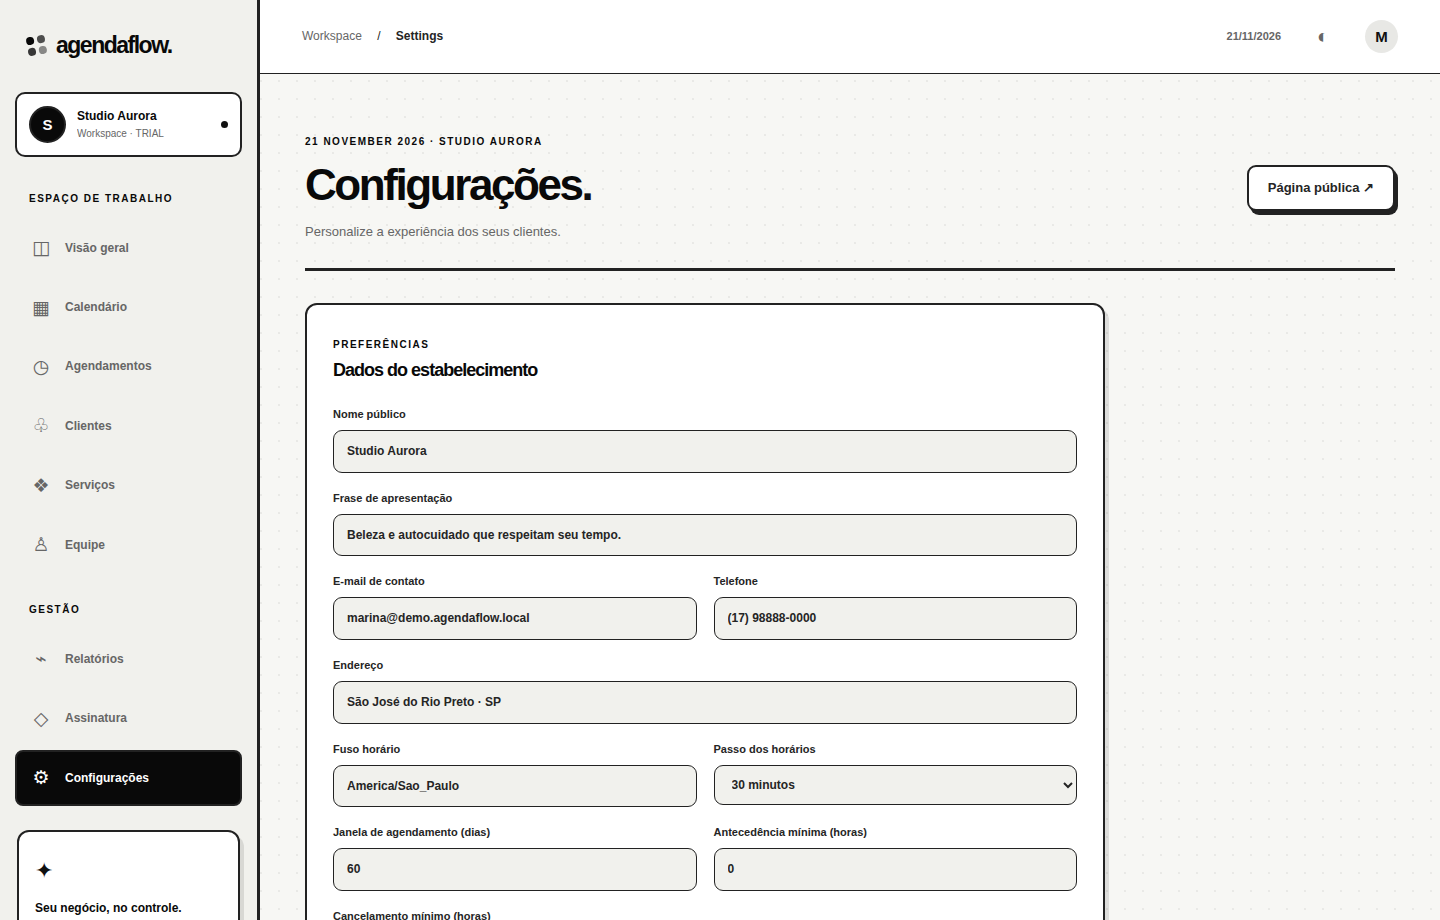 agendaflow.
Workspace / Settings
21/11/2026
M
S
Studio Aurora
Workspace · TRIAL
ESPAÇO DE TRABALHO
Visão geral
Calendário
Agendamentos
Clientes
Serviços
Equipe
GESTÃO
Relatórios
Assinatura
Configurações
Seu negócio, no controle.
21 NOVEMBER 2026 · STUDIO AURORA
Configurações.
Personalize a experiência dos seus clientes.
Página pública ↗
PREFERÊNCIAS
Dados do estabelecimento
Nome público
Studio Aurora
Frase de apresentação
Beleza e autocuidado que respeitam seu tempo.
E-mail de contato
marina@demo.agendaflow.local
Telefone
(17) 98888-0000
Endereço
São José do Rio Preto · SP
Fuso horário
America/Sao_Paulo
Passo dos horários
30 minutos
Janela de agendamento (dias)
60
Antecedência mínima (horas)
0
Cancelamento mínimo (horas)